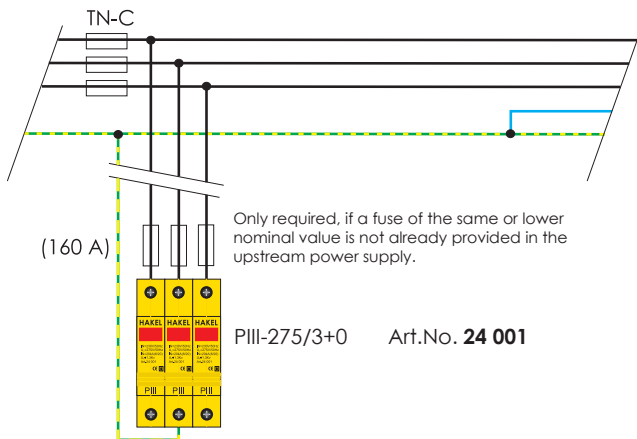 TN-C
Only required, if a fuse of the same or lower
nominal value is not already provided in the
upstream power supply.
(160 A)
HAKEL HAKEL HAKEL
PIII-275/3+0 Art.No. 24 001
PIII PIII PIII